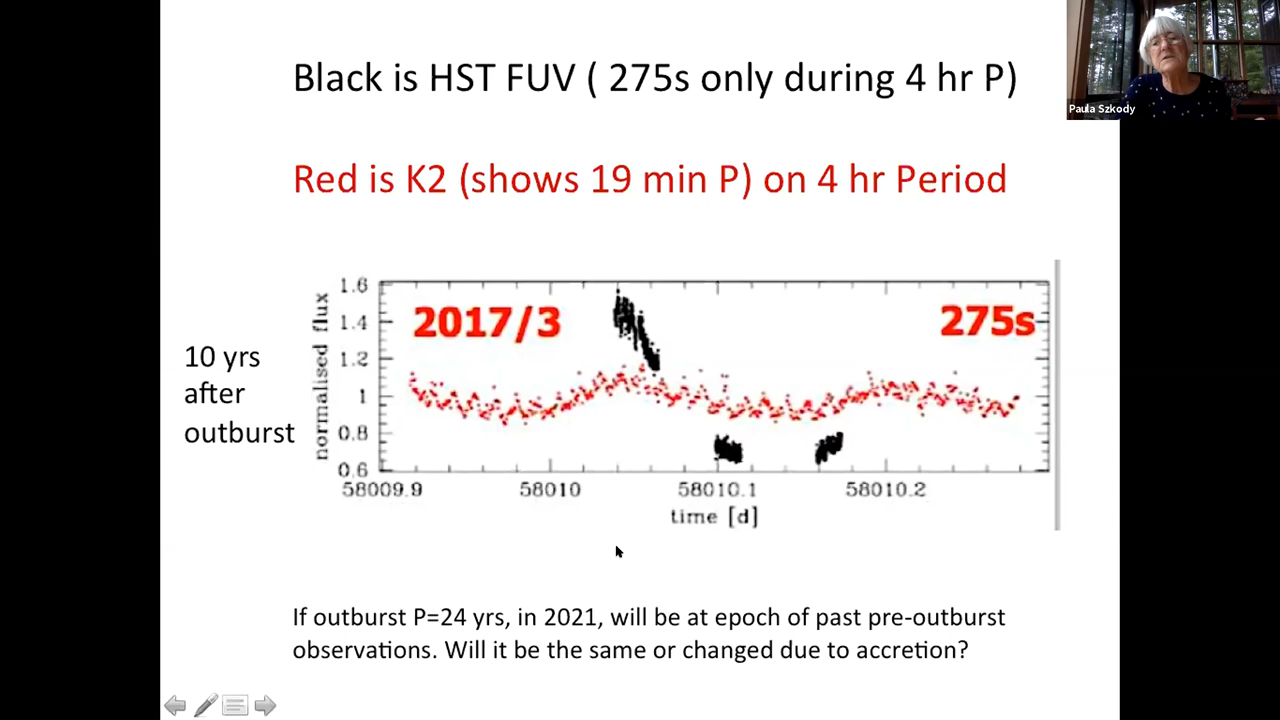 Black is HST FUV ( 275s only during 4 hr P)
Paula Szkody
Red is K2 (shows 19 min P) on 4 hr Period
10 yrs
after
outburst
normalised flux
1.6
1.4
1.2
1
0.8
0.6
2017/3
275s
58009.9
58010
58010.1
58010.2
time [d]
If outburst P=24 yrs, in 2021, will be at epoch of past pre-outburst
observations. Will it be the same or changed due to accretion?